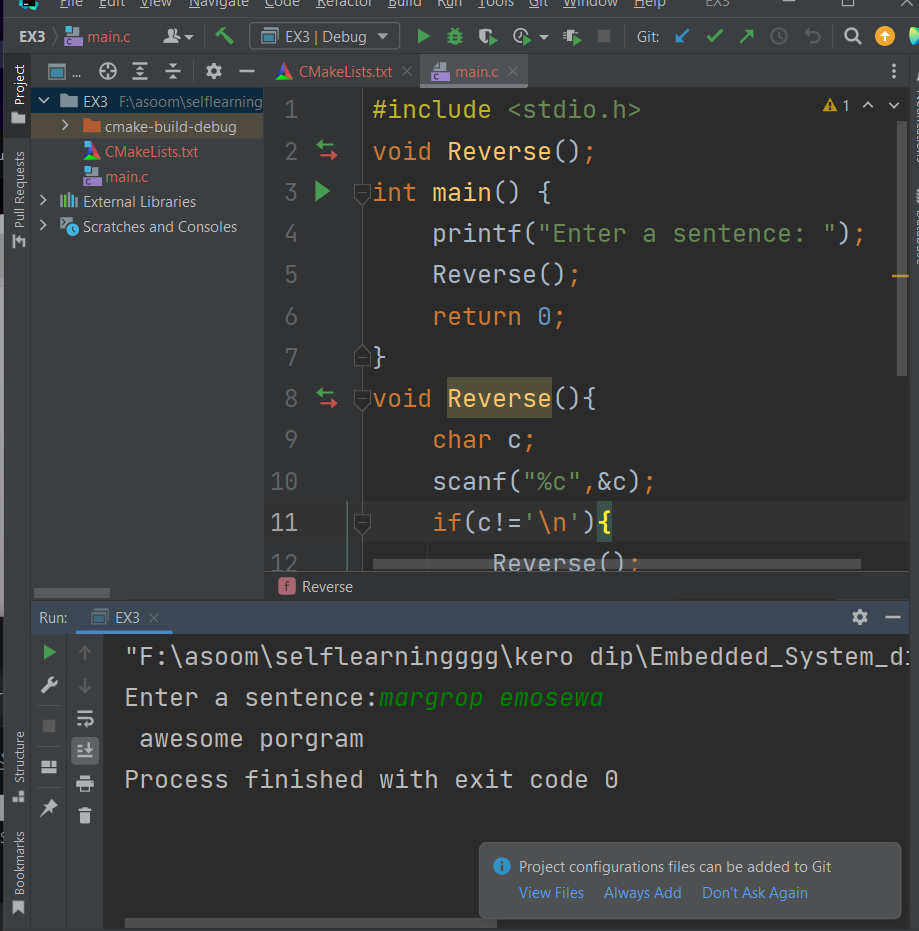 File Edit View Navigate Code Refactor Build Run Tools Git Window Help EX3
EX3 main.c EX3 | Debug Git:
Project
...
CMakeLists.txt main.c
EX3 F:\asoom\selflearning
cmake-build-debug
CMakeLists.txt
main.c
External Libraries
Scratches and Consoles
Pull Requests
1 #include <stdio.h>
1
2 void Reverse();
3 int main() {
4 printf("Enter a sentence: ");
5 Reverse();
6 return 0;
7 }
8 void Reverse(){
9 char c;
10 scanf("%c",&c);
11 if(c!='\n'){
12 Reverse();
f Reverse
Run: EX3
"F:\asoom\selflearningggg\kero dip\Embedded_System_di
Enter a sentence:margrop emosewa
awesome porgram
Process finished with exit code 0
Structure
Bookmarks
Project configurations files can be added to Git
View Files Always Add Don't Ask Again